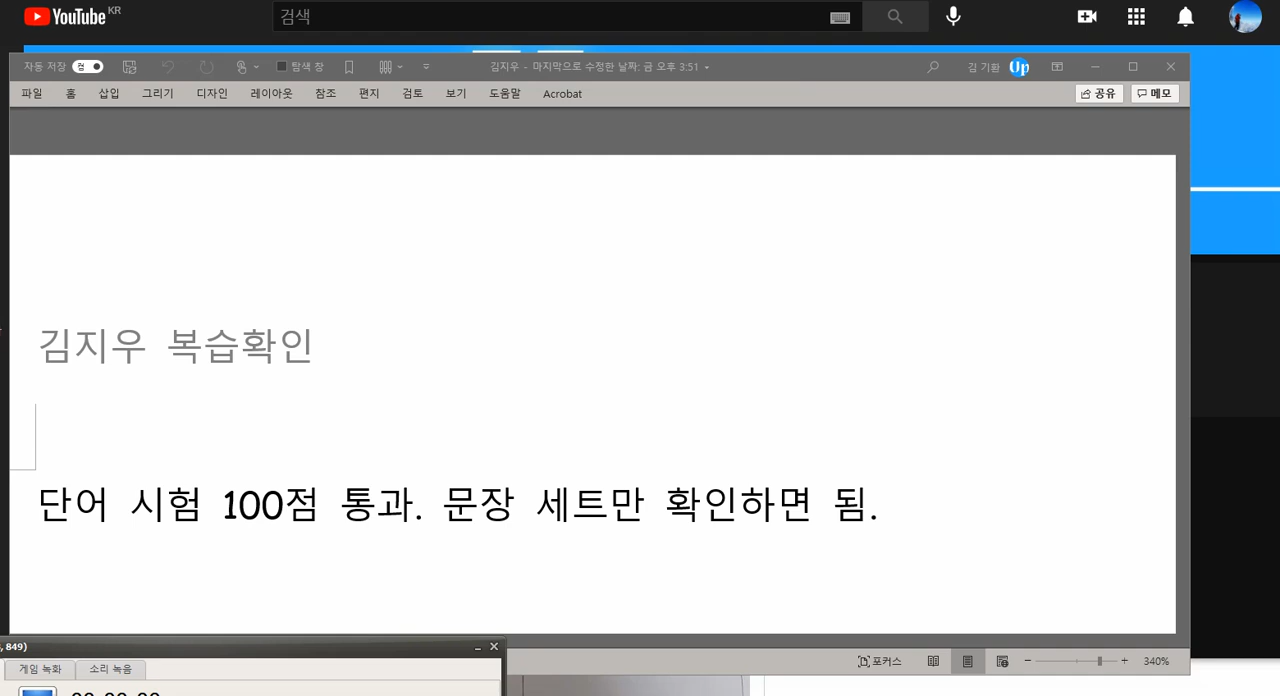 YouTube KR
검색
자동 저장 켬 탐색 창 김지우 - 마지막으로 수정한 날짜: 금 오후 3:51 김 기환 Up
파일 홈 삽입 그리기 디자인 레이아웃 참조 편지 검토 보기 도움말 Acrobat 공유 메모
김지우 복습확인
단어 시험 100점 통과. 문장 세트만 확인하면 됨.
, 849)
게임 녹화 소리 녹음
포커스 340%